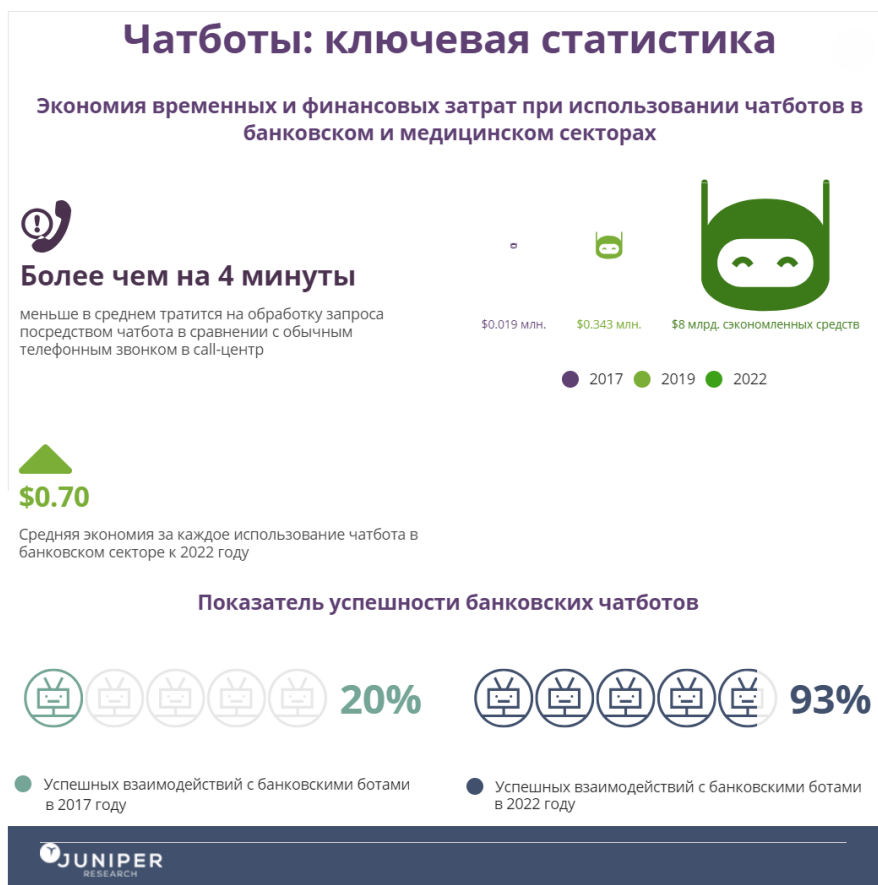 Чатботы: ключевая статистика
Экономия временных и финансовых затрат при использовании чатботов в
банковском и медицинском секторах
Более чем на 4 минуты
меньше в среднем тратится на обработку запроса
посредством чатбота в сравнении с обычным
телефонным звонком в call-центр
$0.019 млн.
$0.343 млн.
$8 млрд. сэкономленных средств
2017
2019
2022
$0.70
Средняя экономия за каждое использование чатбота в
банковском секторе к 2022 году
Показатель успешности банковских чатботов
20%
93%
Успешных взаимодействий с банковскими ботами
в 2017 году
Успешных взаимодействий с банковскими ботами
в 2022 году
JUNIPER
RESEARCH